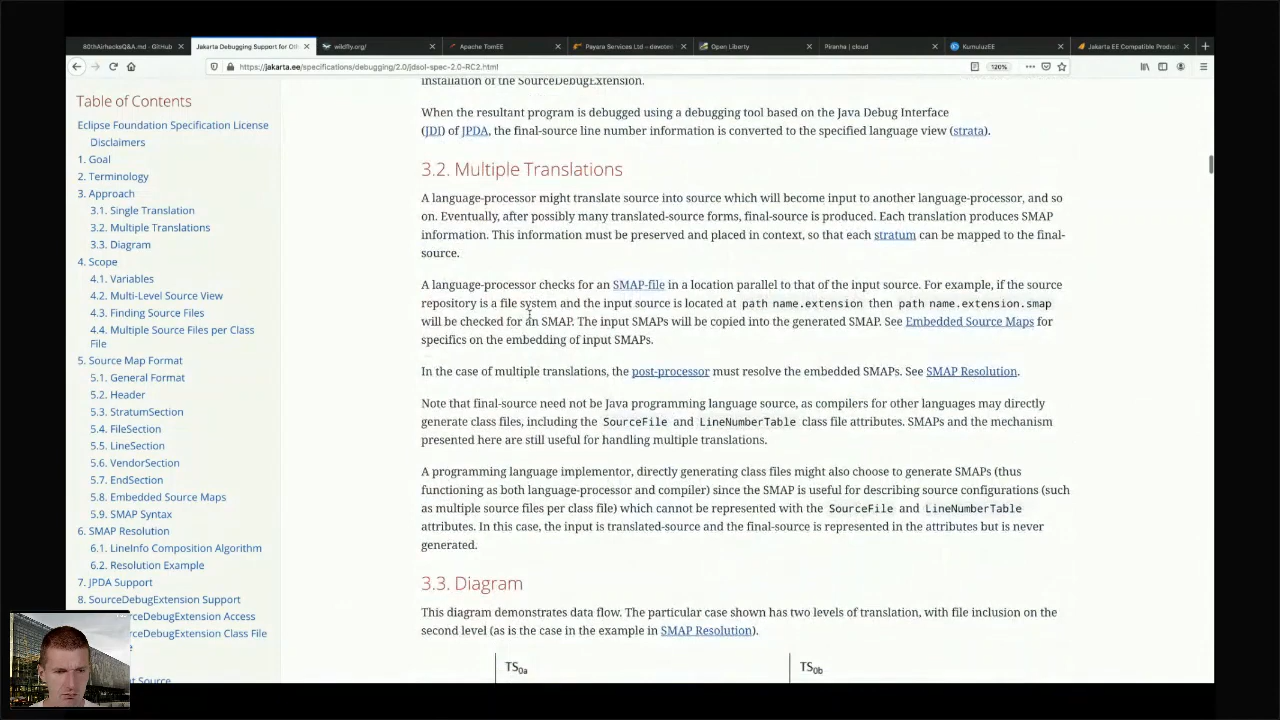 80thAirhacksQ&A.md · GitHub
Jakarta Debugging Support for Oth
wildfly.org/
Apache TomEE
Payara Services Ltd – devoted
Open Liberty
Piranha | cloud
KumuluzEE
Jakarta EE Compatible Produc
https://jakarta.ee/specifications/debugging/2.0/jdsol-spec-2.0-RC2.html
120%
Table of Contents
Eclipse Foundation Specification License
Disclaimers
1. Goal
2. Terminology
3. Approach
3.1. Single Translation
3.2. Multiple Translations
3.3. Diagram
4. Scope
4.1. Variables
4.2. Multi-Level Source View
4.3. Finding Source Files
4.4. Multiple Source Files per Class
File
5. Source Map Format
5.1. General Format
5.2. Header
5.3. StratumSection
5.4. FileSection
5.5. LineSection
5.6. VendorSection
5.7. EndSection
5.8. Embedded Source Maps
5.9. SMAP Syntax
6. SMAP Resolution
6.1. LineInfo Composition Algorithm
6.2. Resolution Example
7. JPDA Support
8. SourceDebugExtension Support
ourceDebugExtension Access
ourceDebugExtension Class File
installation of the SourceDebugExtension.
When the resultant program is debugged using a debugging tool based on the Java Debug Interface
(JDI) of JPDA, the final-source line number information is converted to the specified language view (strata).
3.2. Multiple Translations
A language-processor might translate source into source which will become input to another language-processor, and so
on. Eventually, after possibly many translated-source forms, final-source is produced. Each translation produces SMAP
information. This information must be preserved and placed in context, so that each stratum can be mapped to the final-
source.
A language-processor checks for an SMAP-file in a location parallel to that of the input source. For example, if the source
repository is a file system and the input source is located at path name.extension then path name.extension.smap
will be checked for an SMAP. The input SMAPs will be copied into the generated SMAP. See Embedded Source Maps for
specifics on the embedding of input SMAPs.
In the case of multiple translations, the post-processor must resolve the embedded SMAPs. See SMAP Resolution.
Note that final-source need not be Java programming language source, as compilers for other languages may directly
generate class files, including the SourceFile and LineNumberTable class file attributes. SMAPs and the mechanism
presented here are still useful for handling multiple translations.
A programming language implementor, directly generating class files might also choose to generate SMAPs (thus
functioning as both language-processor and compiler) since the SMAP is useful for describing source configurations (such
as multiple source files per class file) which cannot be represented with the SourceFile and LineNumberTable
attributes. In this case, the input is translated-source and the final-source is represented in the attributes but is never
generated.
3.3. Diagram
This diagram demonstrates data flow. The particular case shown has two levels of translation, with file inclusion on the
second level (as is the case in the example in SMAP Resolution).
TS0a
TS0b